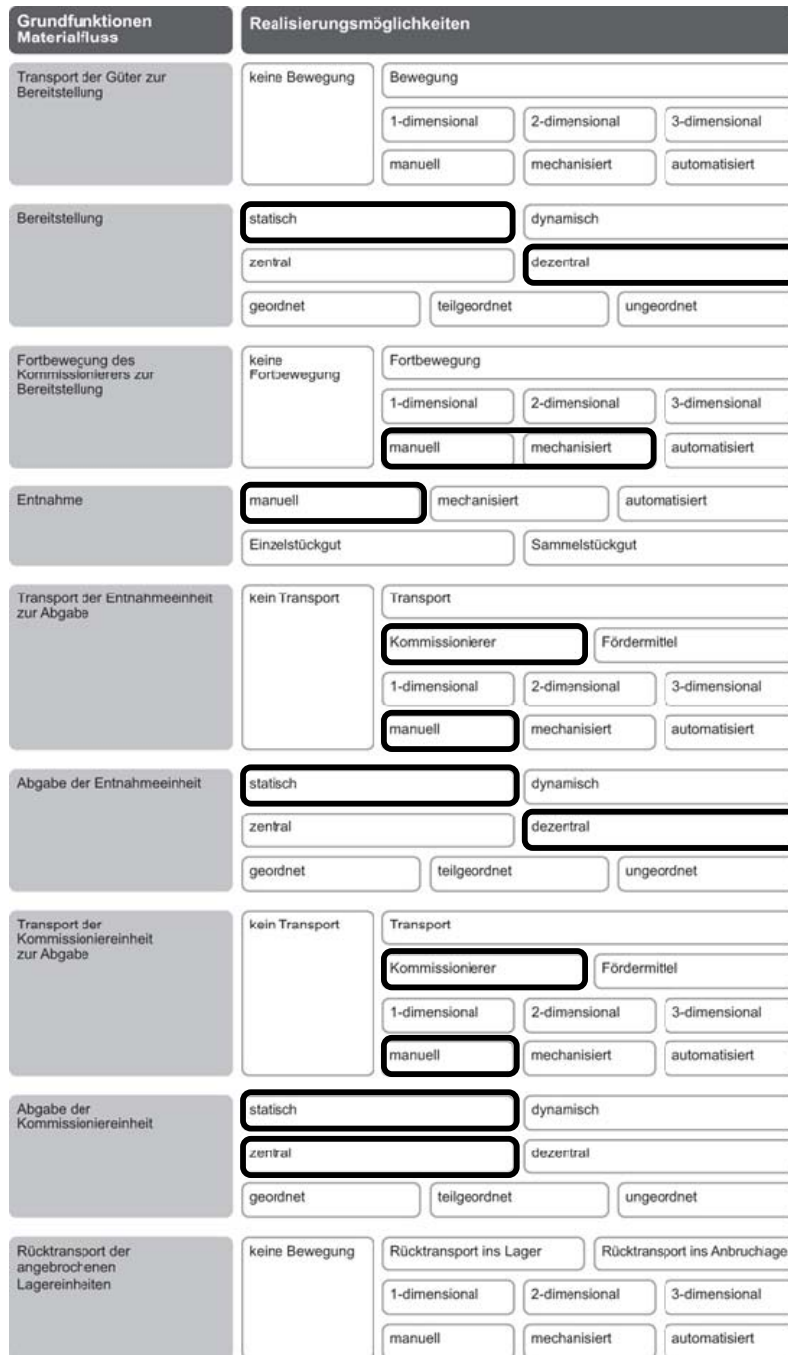 Grundfunktionen
Materialfluss
Realisierungsmöglichkeiten
Transport der Güter zur
Bereitstellung
keine Bewegung
Bewegung
1-dimensional
2-dimensional
3-dimensional
manuell
mechanisiert
automatisiert
Bereitstellung
statisch
dynamisch
zentral
dezentral
geordnet
teilgeordnet
ungeordnet
Fortbewegung des
Kommissionierers zur
Bereitstellung
keine
Fortbewegung
Fortbewegung
1-dimensional
2-dimensional
3-dimensional
manuell
mechanisiert
automatisiert
Entnahme
manuell
mechanisiert
automatisiert
Einzelstückgut
Sammelstückgut
Transport der Entnahmeeinheit
zur Abgabe
kein Transport
Transport
Kommissionierer
Fördermittel
1-dimensional
2-dimensional
3-dimensional
manuell
mechanisiert
automatisiert
Abgabe der Entnahmeeinheit
statisch
dynamisch
zentral
dezentral
geordnet
teilgeordnet
ungeordnet
Transport der
Kommissioniereinheit
zur Abgabe
kein Transport
Transport
Kommissionierer
Fördermittel
1-dimensional
2-dimensional
3-dimensional
manuell
mechanisiert
automatisiert
Abgabe der
Kommissioniereinheit
statisch
dynamisch
zentral
dezentral
geordnet
teilgeordnet
ungeordnet
Rücktransport der
angebrochenen
Lagereinheiten
keine Bewegung
Rücktransport ins Lager
Rücktransport ins Anbruchlage
1-dimensional
2-dimensional
3-dimensional
manuell
mechanisiert
automatisiert